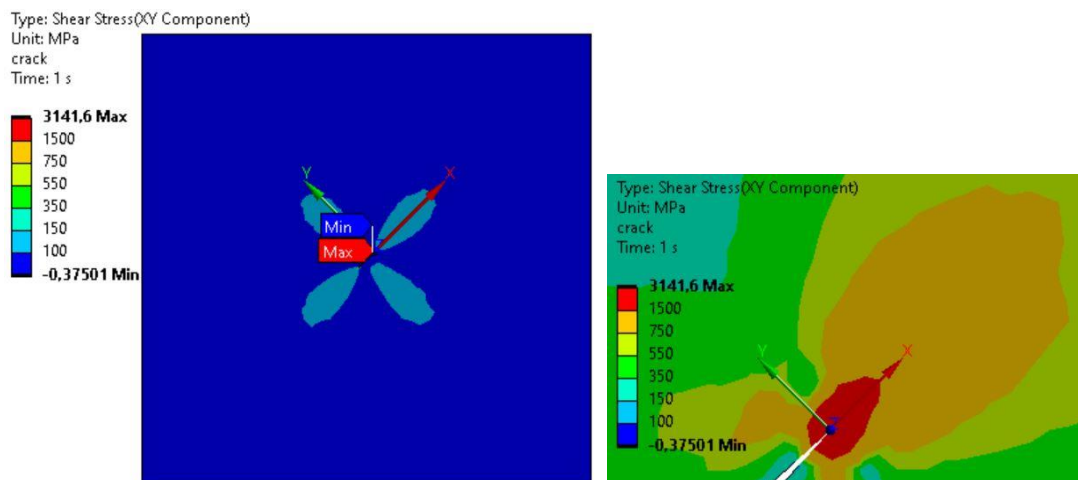 Type: Shear Stress(XY Component)
Unit: MPa
crack
Time: 1 s
3141,6 Max
1500
750
550
350
150
100
-0,37501 Min
Y
X
Min
Max
Type: Shear Stress(XY Component)
Unit: MPa
crack
Time: 1 s
3141,6 Max
1500
750
550
350
150
100
-0,37501 Min
Y
X